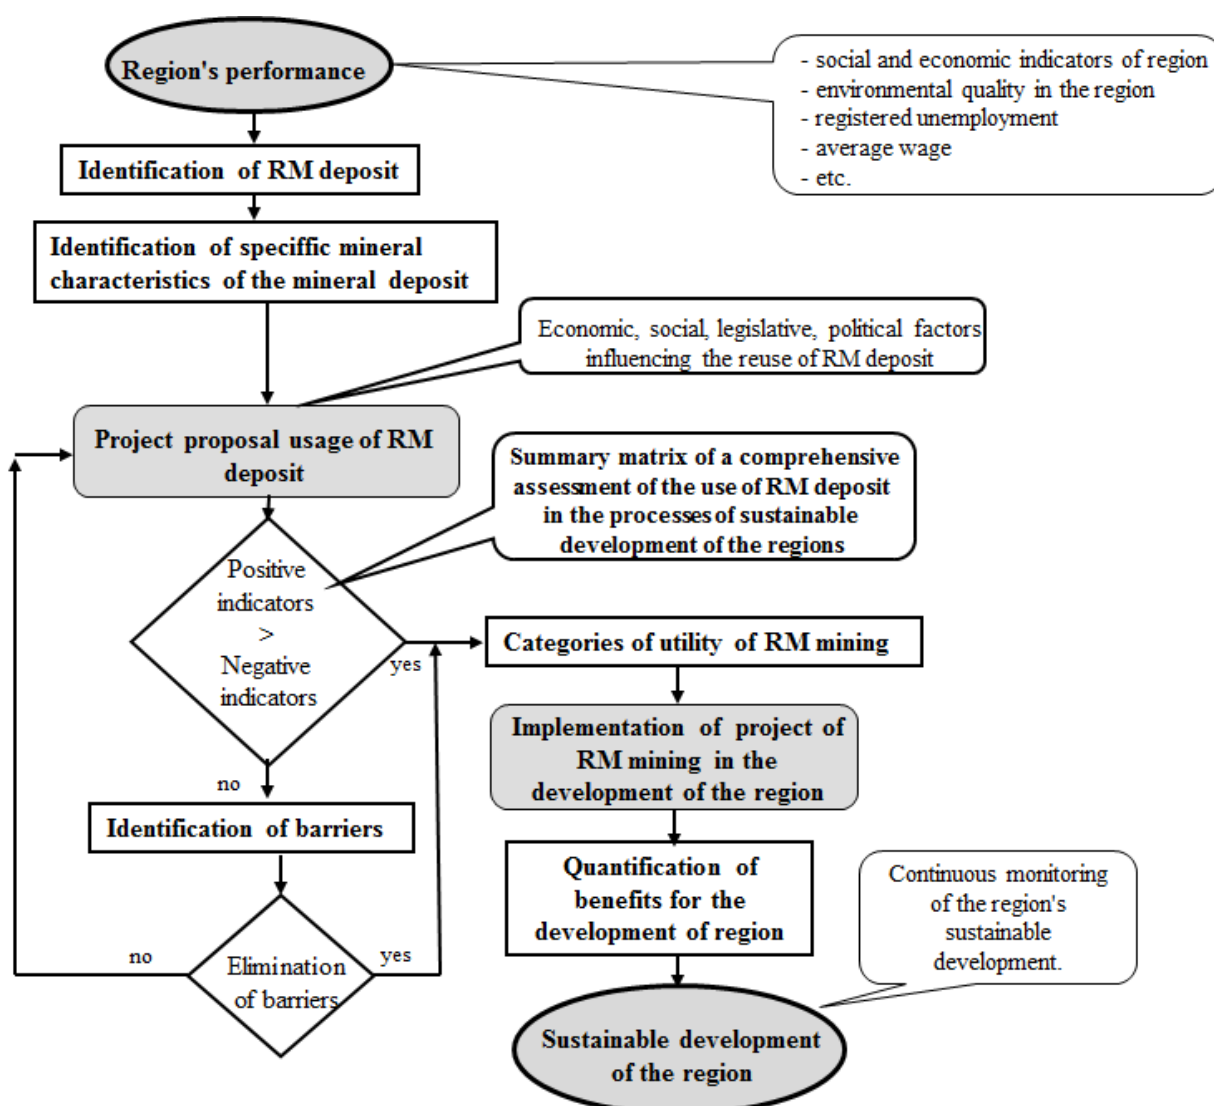 Region's performance
- social and economic indicators of region
- environmental quality in the region
- registered unemployment
- average wage
- etc.
Identification of RM deposit
Identification of speciffic mineral
characteristics of the mineral deposit
Economic, social, legislative, political factors
influencing the reuse of RM deposit
Project proposal usage of RM
deposit
Summary matrix of a comprehensive
assessment of the use of RM deposit
in the processes of sustainable
development of the regions
Positive
indicators
>
Negative
indicators
yes
Categories of utility of RM mining
Implementation of project of
RM mining in the
development of the region
no
Identification of barriers
Quantification of
benefits for the
development of region
Continuous monitoring
of the region's
sustainable
development.
no
Elimination
of barriers
yes
Sustainable development
of the region